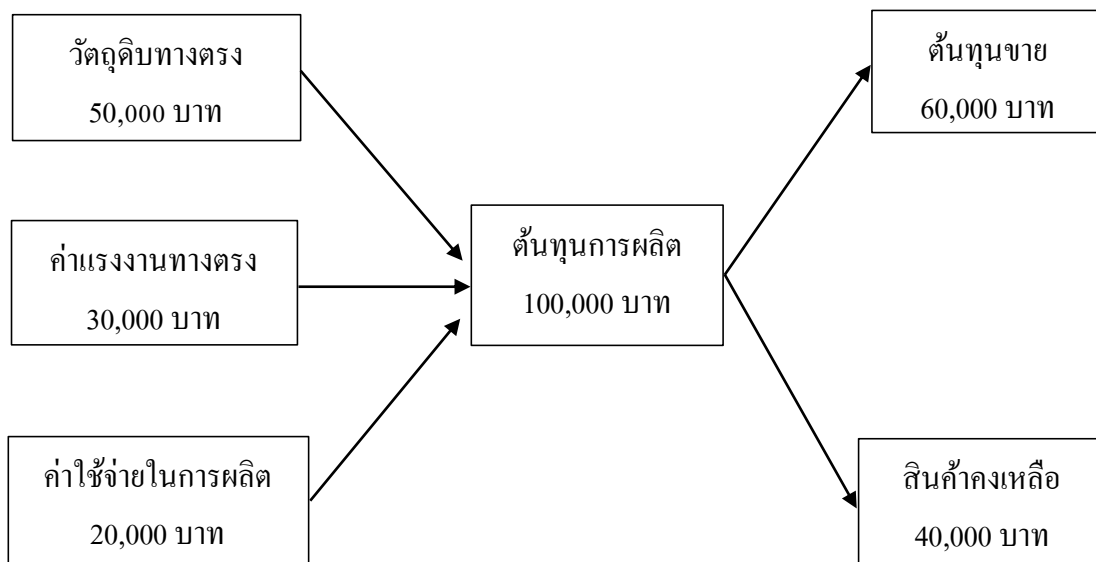 วัตถุดิบทางตรง
50,000 บาท
ค่าแรงงานทางตรง
30,000 บาท
ค่าใช้จ่ายในการผลิต
20,000 บาท
ต้นทุนการผลิต
100,000 บาท
ต้นทุนขาย
60,000 บาท
สินค้าคงเหลือ
40,000 บาท